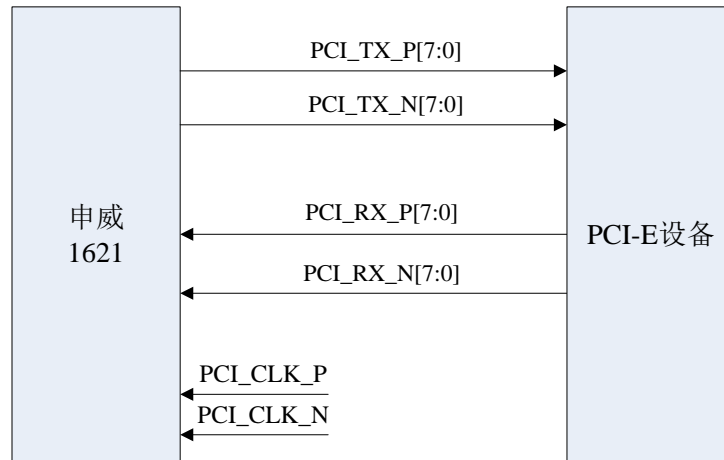 PCI_TX_P[7:0]
PCI_TX_N[7:0]
申威
1621
PCI_RX_P[7:0]
PCI-E设备
PCI_RX_N[7:0]
PCI_CLK_P
PCI_CLK_N